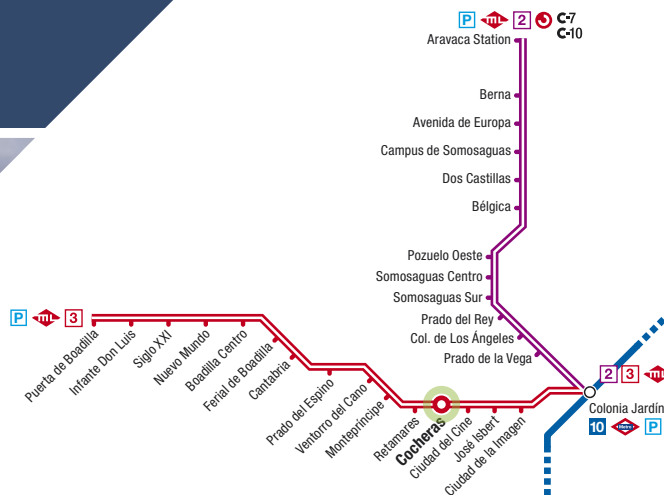 P mL 2 C-7
C-10
Aravaca Station
Berna
Avenida de Europa
Campus de Somosaguas
Dos Castillas
Bélgica
Pozuelo Oeste
Somosaguas Centro
Somosaguas Sur
Prado del Rey
Col. de Los Ángeles
Prado de la Vega
P mL 3
Puerta de Boadilla
Infante Don Luis
Siglo XXI
Nuevo Mundo
Boadilla Centro
Ferial de Boadilla
Cantabria
Prado del Espino
Ventorro del Cano
Montepríncipe
Retamares
Cocheras
Ciudad del Cine
José Isbert
Ciudad de la Imagen
2 3 mL
Colonia Jardín
10 Metro P